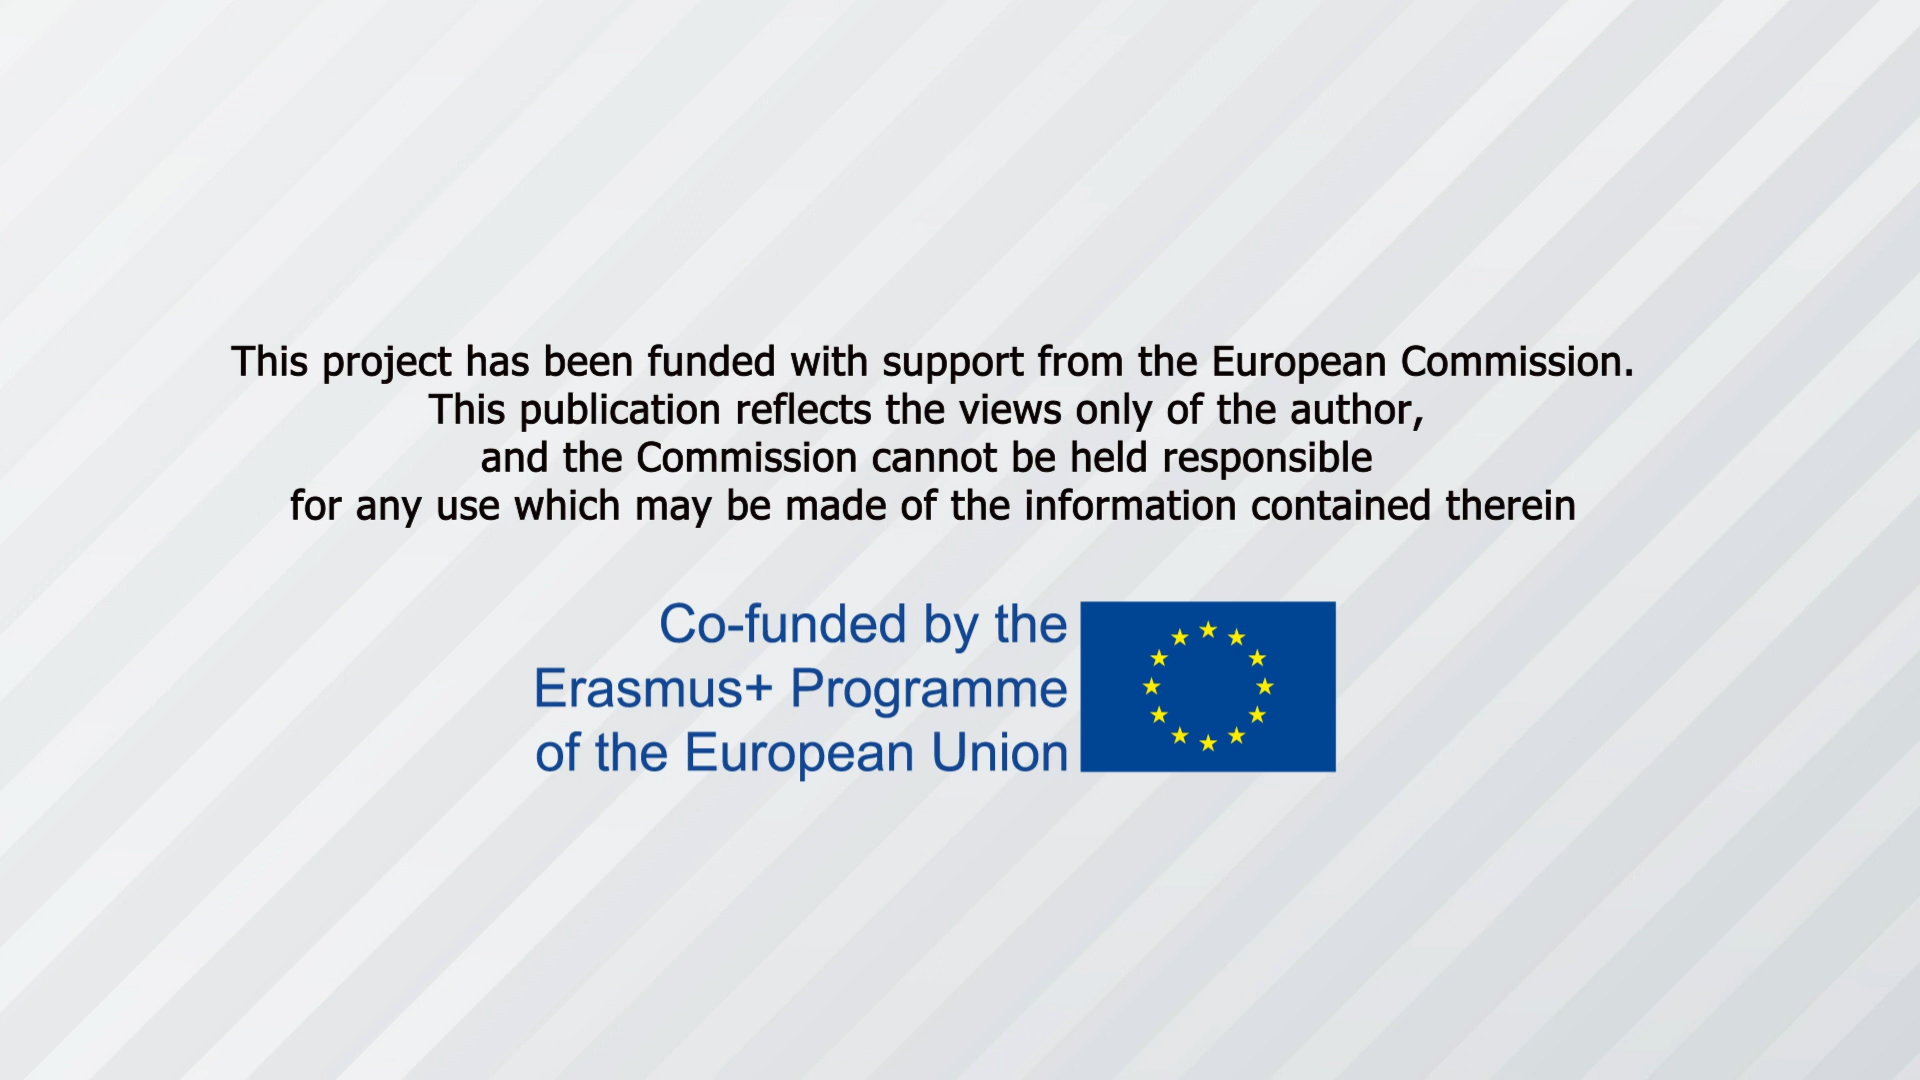 This project has been funded with support from the European Commission.
This publication reflects the views only of the author,
and the Commission cannot be held responsible
for any use which may be made of the information contained therein
Co-funded by the
Erasmus+ Programme
of the European Union